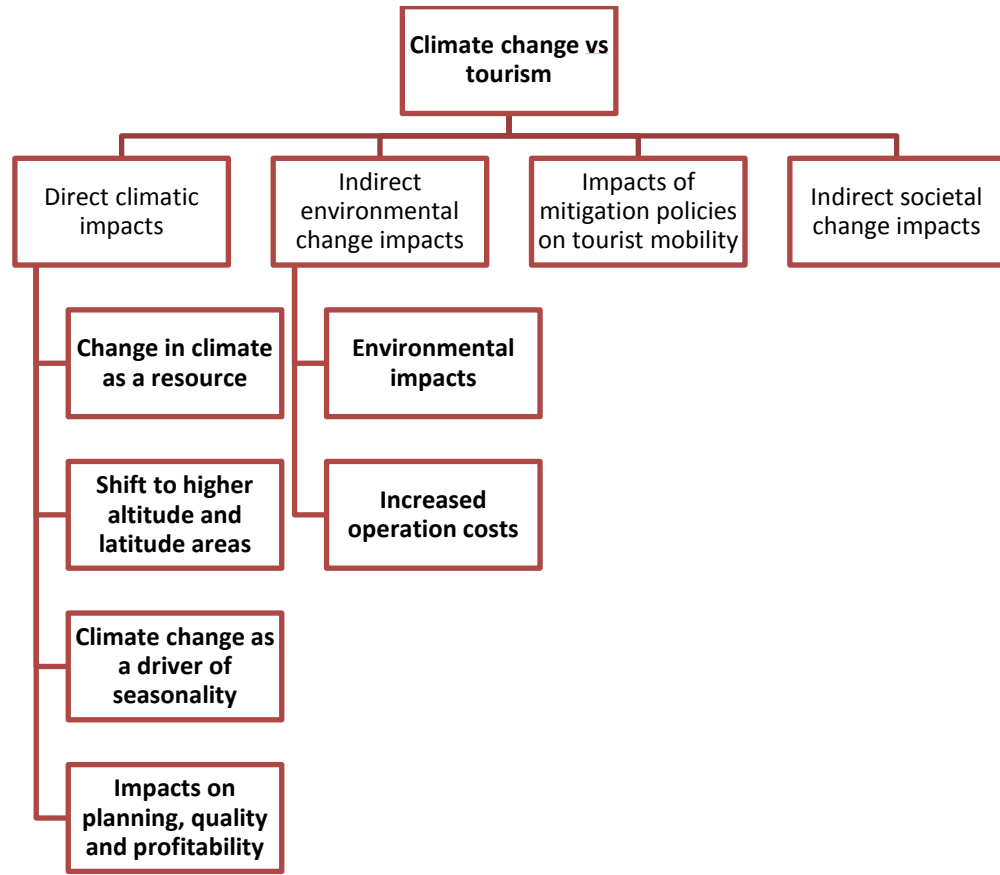 Climate change vs
tourism
Direct climatic
impacts
Indirect
environmental
change impacts
Impacts of
mitigation policies
on tourist mobility
Indirect societal
change impacts
Change in climate
as a resource
Shift to higher
altitude and
latitude areas
Climate change as
a driver of
seasonality
Impacts on
planning, quality
and profitability
Environmental
impacts
Increased
operation costs